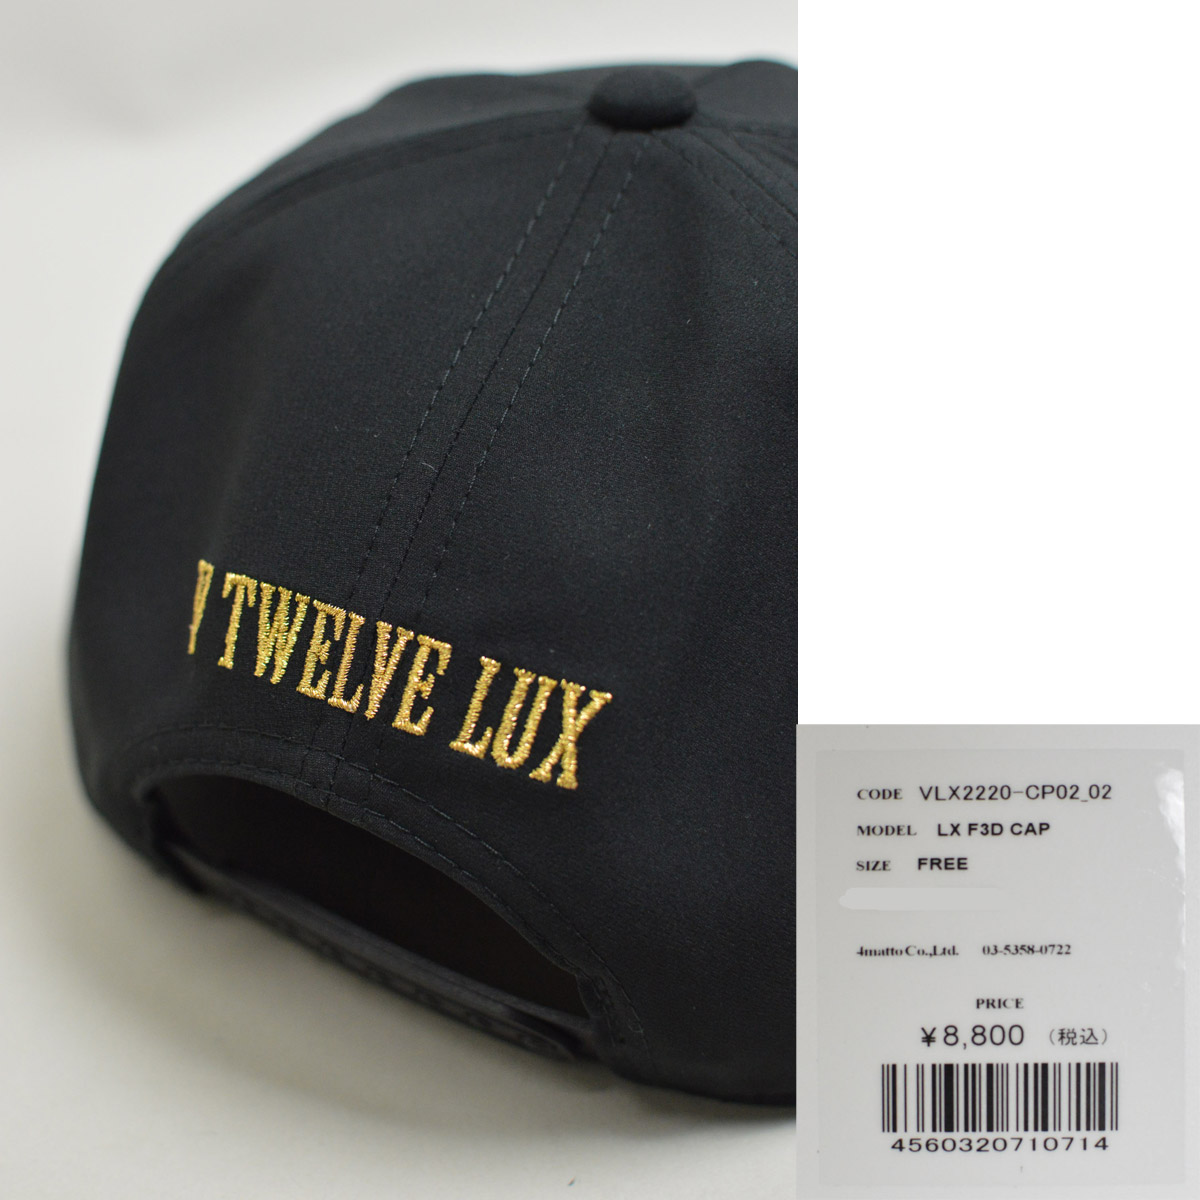 V TWELVE LUX
CODE VLX2220-CP02_02
MODEL LX F3D CAP
SIZE FREE
4matto Co.,Ltd. 03-5358-0722
PRICE
¥8,800 (税込)
4560320710714